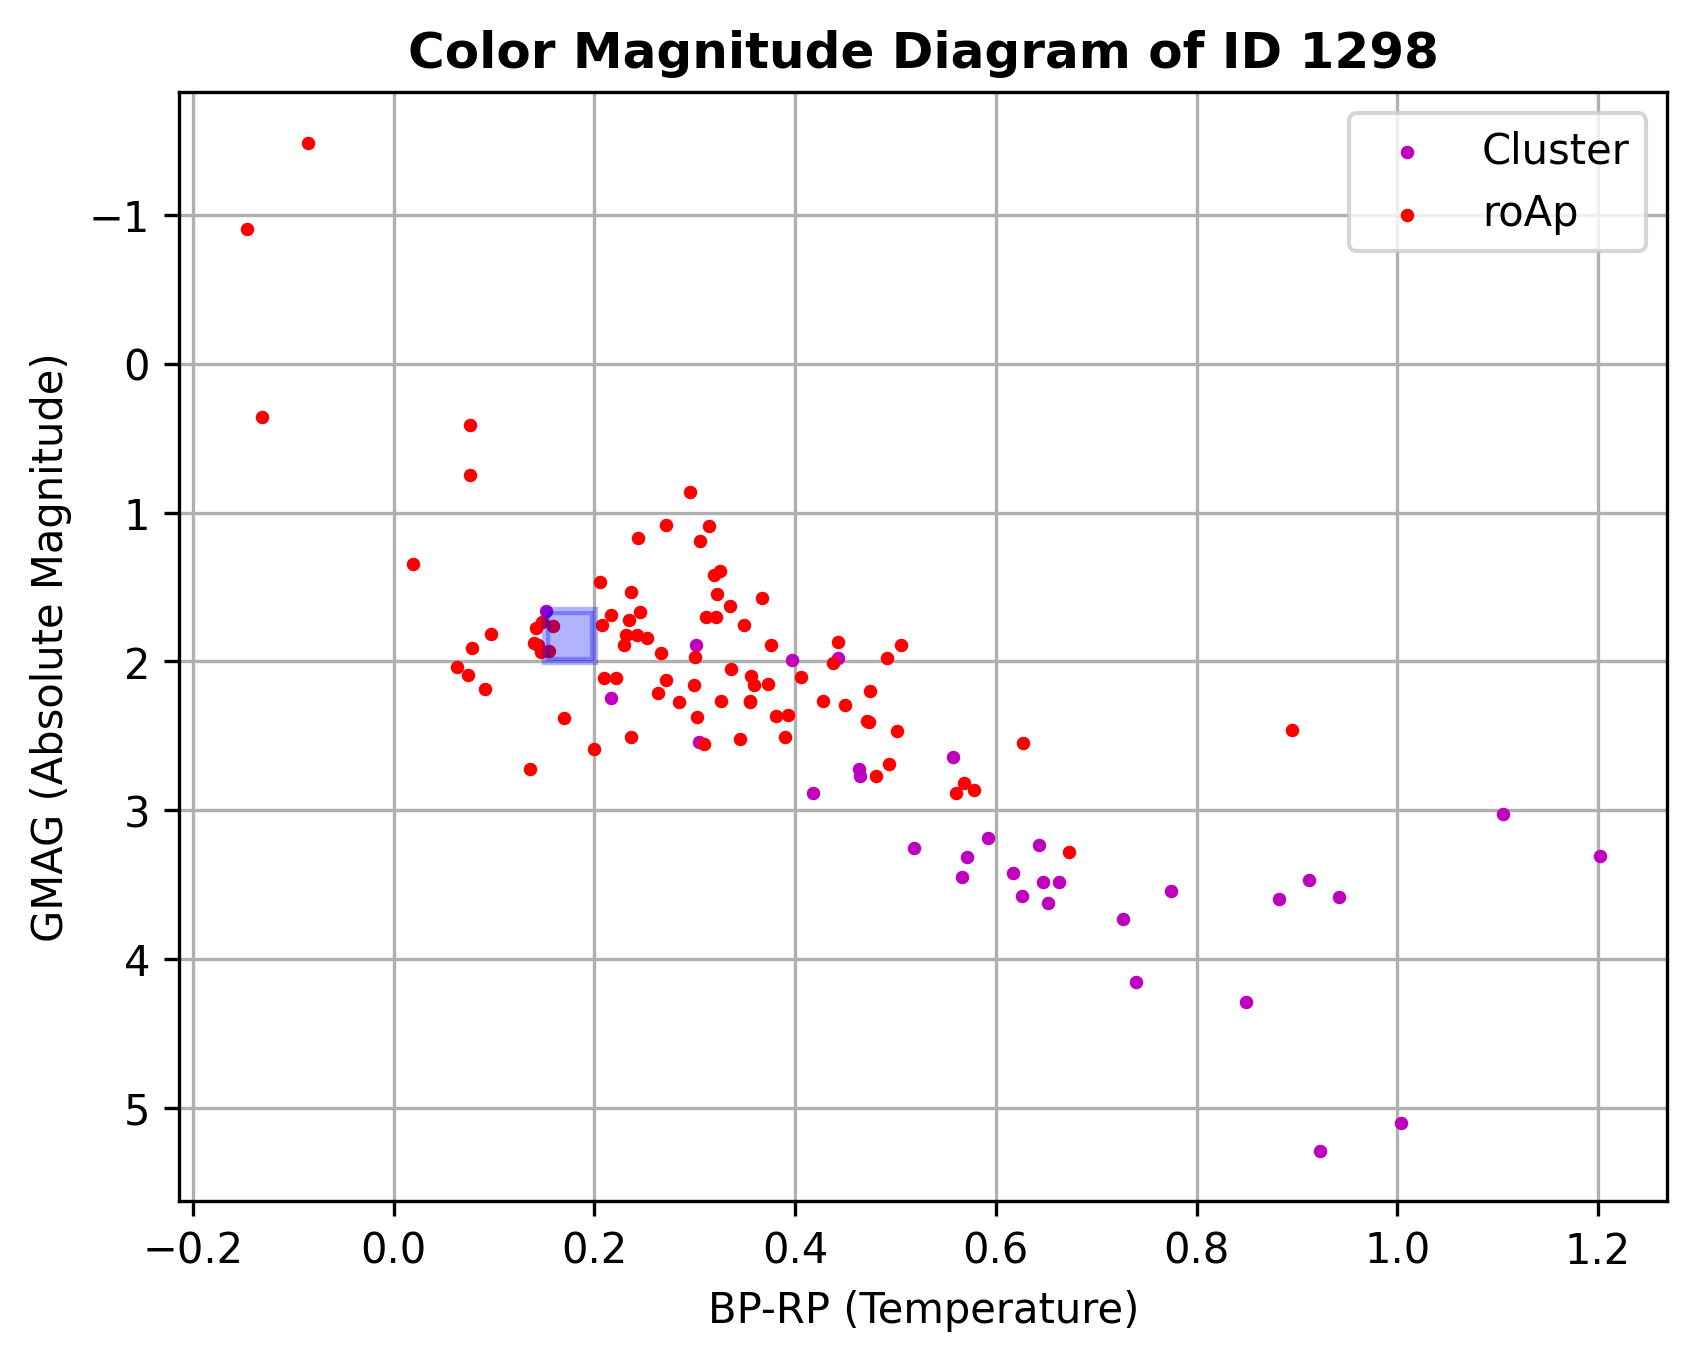 Color Magnitude Diagram of ID 1298
Cluster
roAp
−1
0
1
2
3
4
5
GMAG (Absolute Magnitude)
−0.2 0.0 0.2 0.4 0.6 0.8 1.0 1.2
BP-RP (Temperature)